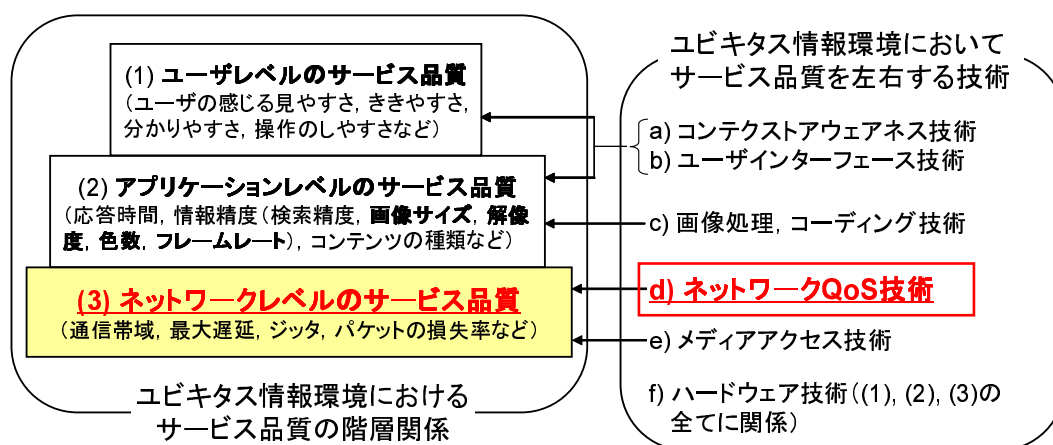 (1) ユーザレベルのサービス品質
(ユーザの感じる見やすさ, ききやすさ,
分かりやすさ, 操作のしやすさなど)
(2) アプリケーションレベルのサービス品質
(応答時間, 情報精度(検索精度, 画像サイズ, 解像
度, 色数, フレームレート), コンテンツの種類など)
(3) ネットワークレベルのサービス品質
(通信帯域, 最大遅延, ジッタ, パケットの損失率など)
ユビキタス情報環境における
サービス品質の階層関係
ユビキタス情報環境において
サービス品質を左右する技術
a) コンテクストアウェアネス技術
b) ユーザインターフェース技術
c) 画像処理, コーディング技術
d) ネットワークQoS技術
e) メディアアクセス技術
f) ハードウェア技術((1), (2), (3)の
全てに関係)